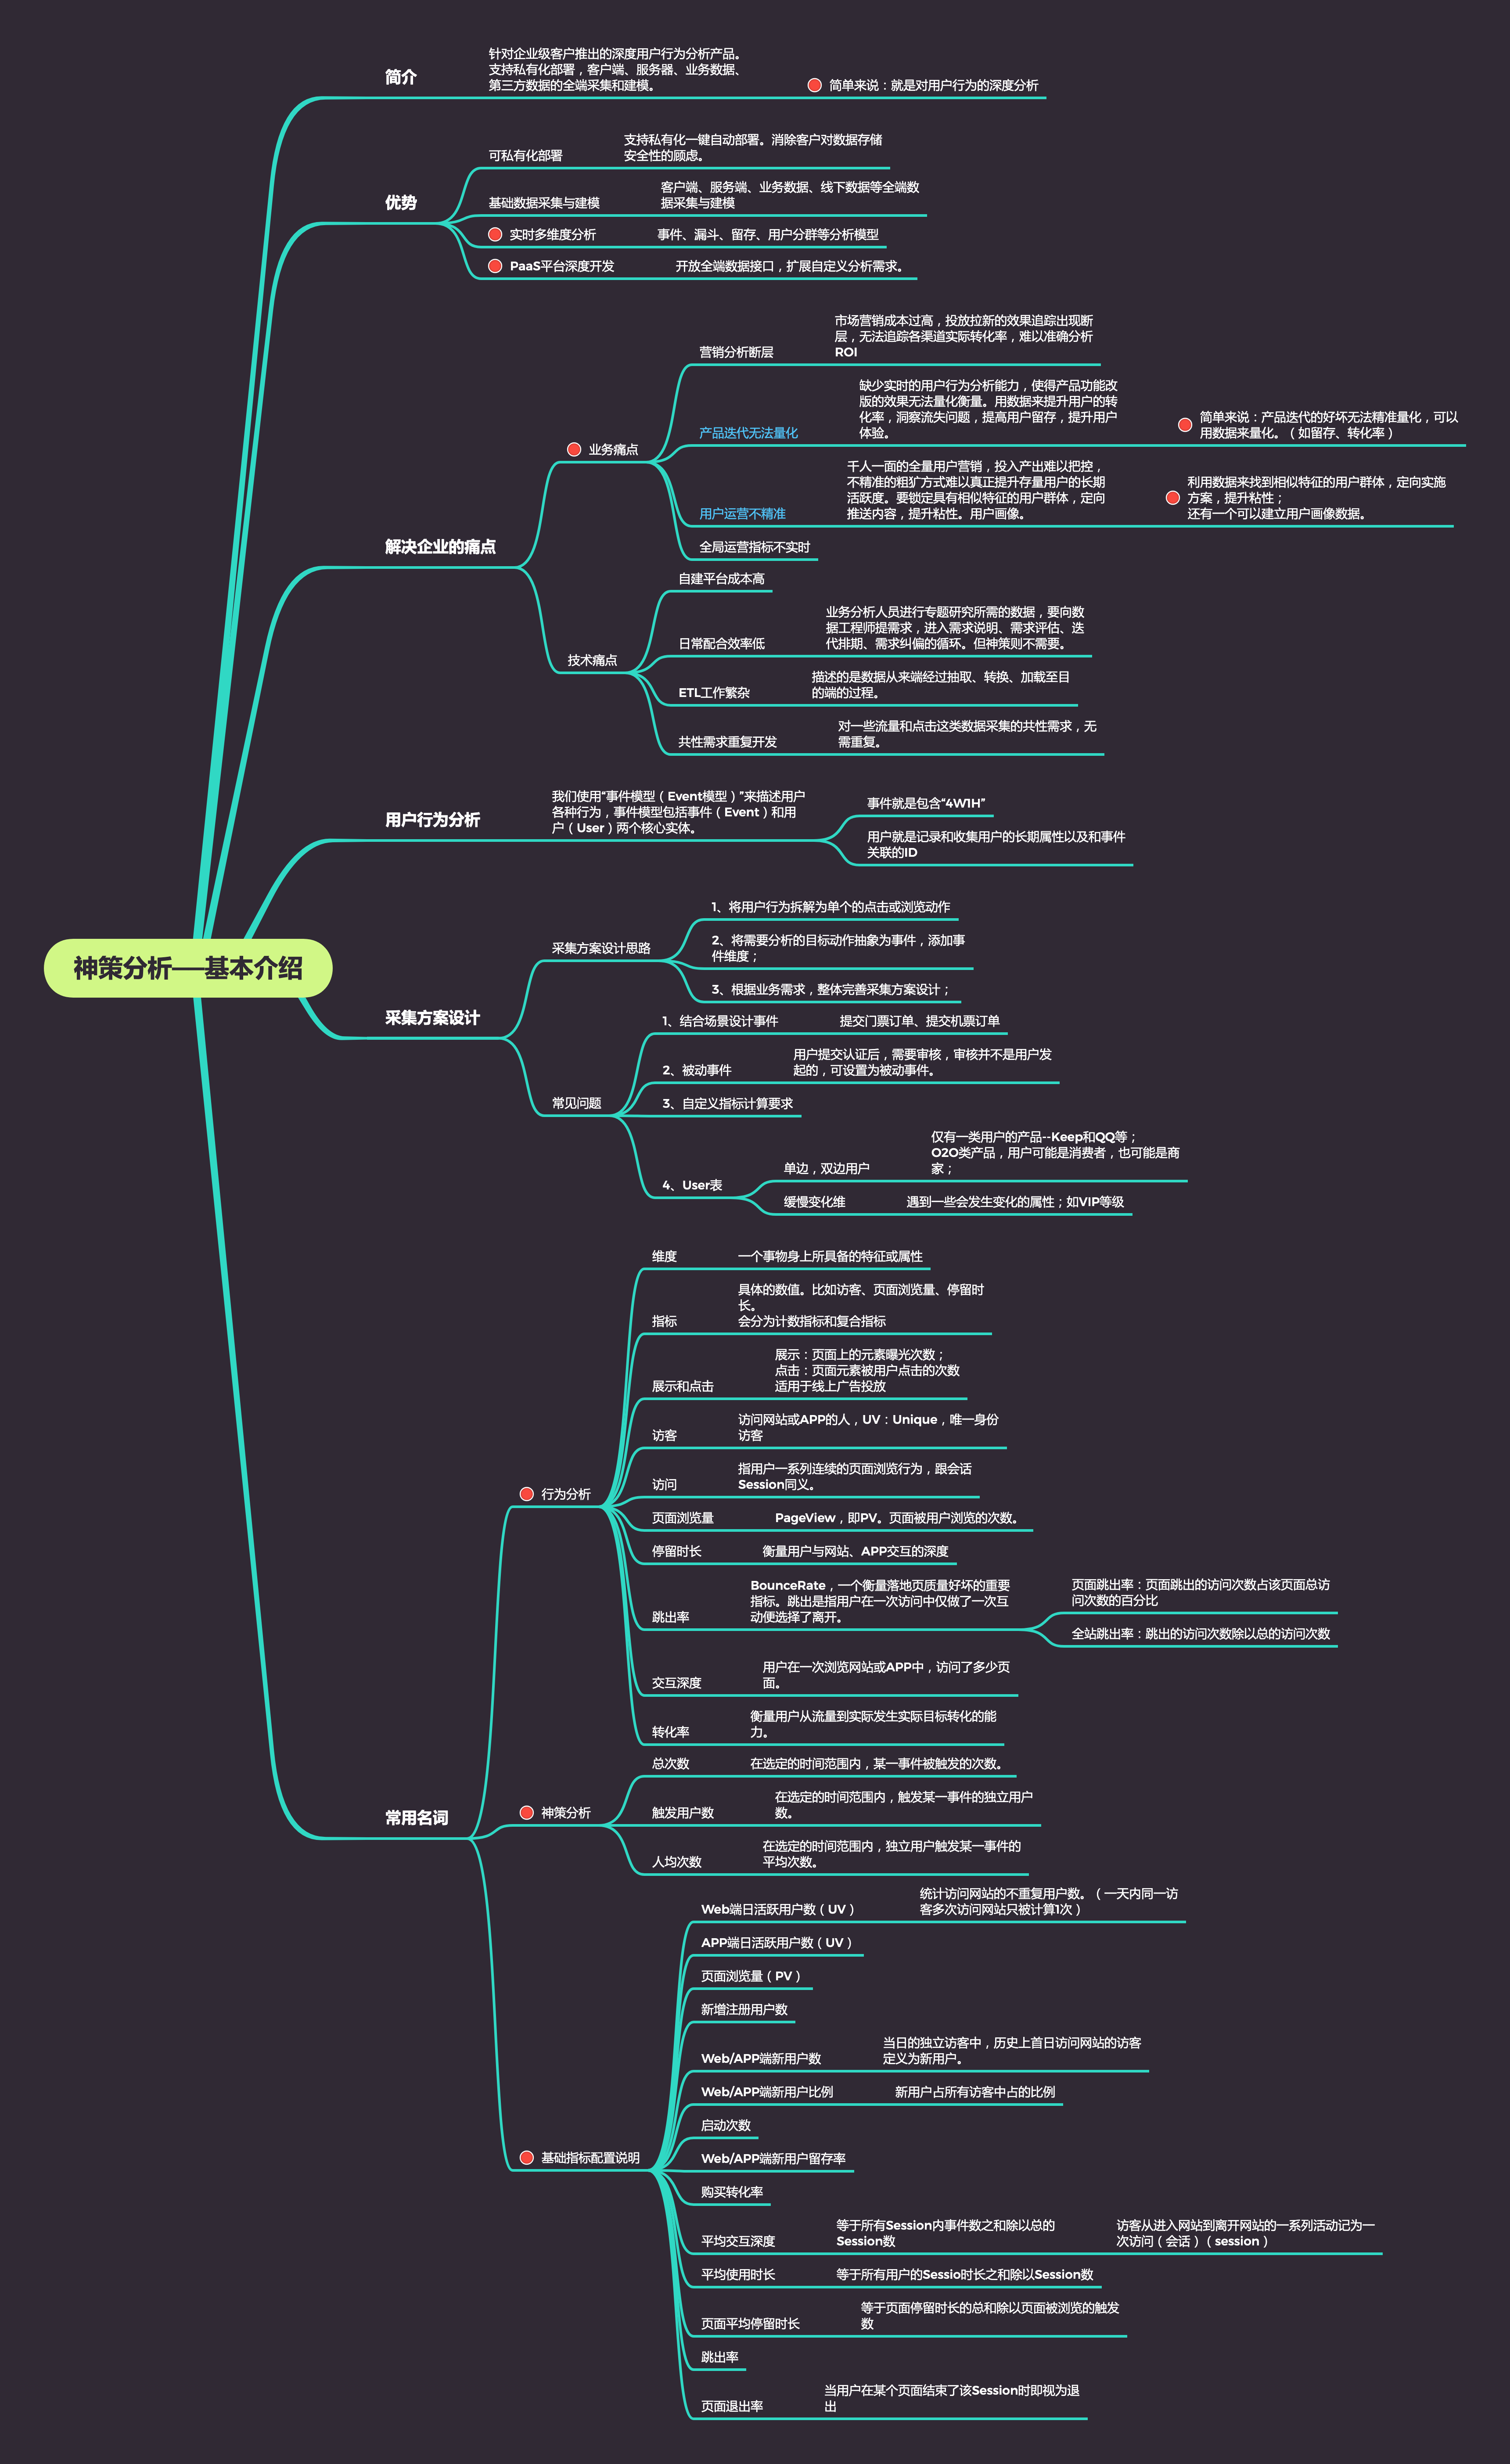 神策分析——基本介绍
简介
针对企业级客户推出的深度用户行为分析产品。
支持私有化部署，客户端、服务器、业务数据、
第三方数据的全端采集和建模。
简单来说：就是对用户行为的深度分析
优势
可私有化部署
支持私有化一键自动部署。消除客户对数据存储
安全性的顾虑。
基础数据采集与建模
客户端、服务端、业务数据、线下数据等全端数
据采集与建模
实时多维度分析
事件、漏斗、留存、用户分群等分析模型
PaaS平台深度开发
开放全端数据接口，扩展自定义分析需求。
解决企业的痛点
业务痛点
营销分析断层
市场营销成本过高，投放拉新的效果追踪出现断
层，无法追踪各渠道实际转化率，难以准确分析
ROI
产品迭代无法量化
缺少实时的用户行为分析能力，使得产品功能改
版的效果无法量化衡量。用数据来提升用户的转
化率，洞察流失问题，提高用户留存，提升用户
体验。
简单来说：产品迭代的好坏无法精准量化，可以
用数据来量化。（如留存、转化率）
用户运营不精准
千人一面的全量用户营销，投入产出难以把控，
不精准的粗犷方式难以真正提升存量用户的长期
活跃度。要锁定具有相似特征的用户群体，定向
推送内容，提升粘性。用户画像。
利用数据来找到相似特征的用户群体，定向实施
方案，提升粘性；
还有一个可以建立用户画像数据。
全局运营指标不实时
技术痛点
自建平台成本高
日常配合效率低
业务分析人员进行专题研究所需的数据，要向数
据工程师提需求，进入需求说明、需求评估、迭
代排期、需求纠偏的循环。但神策则不需要。
ETL工作繁杂
描述的是数据从来端经过抽取、转换、加载至目
的端的过程。
共性需求重复开发
对一些流量和点击这类数据采集的共性需求，无
需重复。
用户行为分析
我们使用“事件模型（Event模型）”来描述用户
各种行为，事件模型包括事件（Event）和用
户（User）两个核心实体。
事件就是包含“4W1H”
用户就是记录和收集用户的长期属性以及和事件
关联的ID
采集方案设计
采集方案设计思路
1、将用户行为拆解为单个的点击或浏览动作
2、将需要分析的目标动作抽象为事件，添加事
件维度；
3、根据业务需求，整体完善采集方案设计；
常见问题
1、结合场景设计事件
提交门票订单、提交机票订单
2、被动事件
用户提交认证后，需要审核，审核并不是用户发
起的，可设置为被动事件。
3、自定义指标计算要求
4、User表
单边，双边用户
仅有一类用户的产品--Keep和QQ等；
O2O类产品，用户可能是消费者，也可能是商
家；
缓慢变化维
遇到一些会发生变化的属性；如VIP等级
常用名词
行为分析
维度
一个事物身上所具备的特征或属性
指标
具体的数值。比如访客、页面浏览量、停留时
长。
会分为计数指标和复合指标
展示和点击
展示：页面上的元素曝光次数；
点击：页面元素被用户点击的次数
适用于线上广告投放
访客
访问网站或APP的人，UV：Unique，唯一身份
访客
访问
指用户一系列连续的页面浏览行为，跟会话
Session同义。
页面浏览量
PageView，即PV。页面被用户浏览的次数。
停留时长
衡量用户与网站、APP交互的深度
跳出率
BounceRate，一个衡量落地页质量好坏的重要
指标。跳出是指用户在一次访问中仅做了一次互
动便选择了离开。
页面跳出率：页面跳出的访问次数占该页面总访
问次数的百分比
全站跳出率：跳出的访问次数除以总的访问次数
交互深度
用户在一次浏览网站或APP中，访问了多少页
面。
转化率
衡量用户从流量到实际发生实际目标转化的能
力。
神策分析
总次数
在选定的时间范围内，某一事件被触发的次数。
触发用户数
在选定的时间范围内，触发某一事件的独立用户
数。
人均次数
在选定的时间范围内，独立用户触发某一事件的
平均次数。
基础指标配置说明
Web端日活跃用户数（UV）
统计访问网站的不重复用户数。（一天内同一访
客多次访问网站只被计算1次）
APP端日活跃用户数（UV）
页面浏览量（PV）
新增注册用户数
Web/APP端新用户数
当日的独立访客中，历史上首日访问网站的访客
定义为新用户。
Web/APP端新用户比例
新用户占所有访客中占的比例
启动次数
Web/APP端新用户留存率
购买转化率
平均交互深度
等于所有Session内事件数之和除以总的
Session数
访客从进入网站到离开网站的一系列活动记为一
次访问（会话）（session）
平均使用时长
等于所有用户的Sessio时长之和除以Session数
页面平均停留时长
等于页面停留时长的总和除以页面被浏览的触发
数
跳出率
页面退出率
当用户在某个页面结束了该Session时即视为退
出